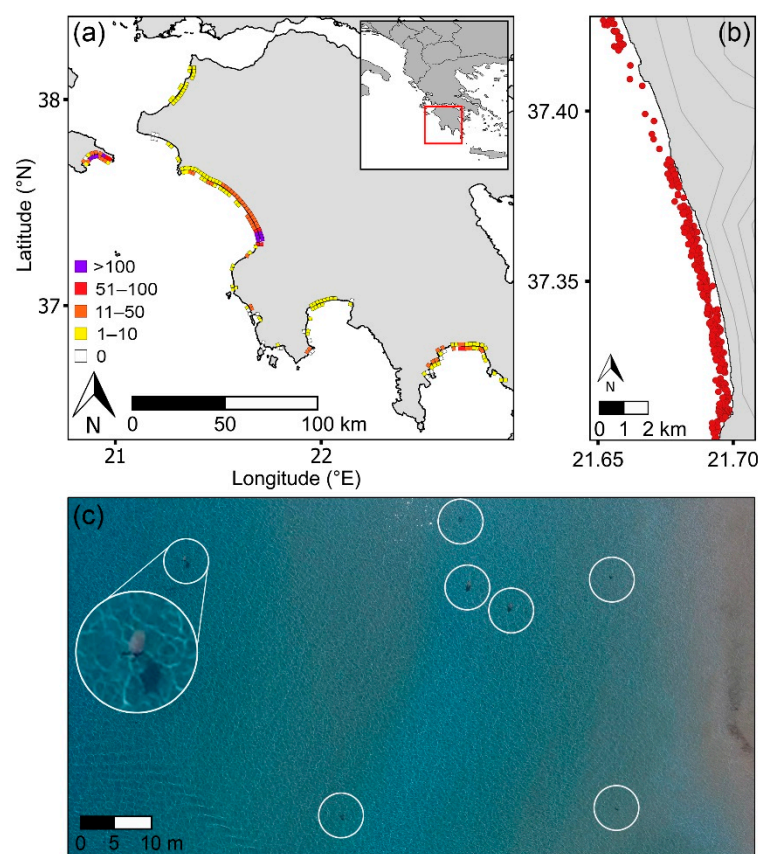 (a)
(b)
38
37
Latitude (°N)
>100
51–100
11–50
1–10
0
N
0 50 100 km
21 22
Longitude (°E)
37.40
37.35
N
0 1 2 km
21.65 21.70
(c)
0 5 10 m